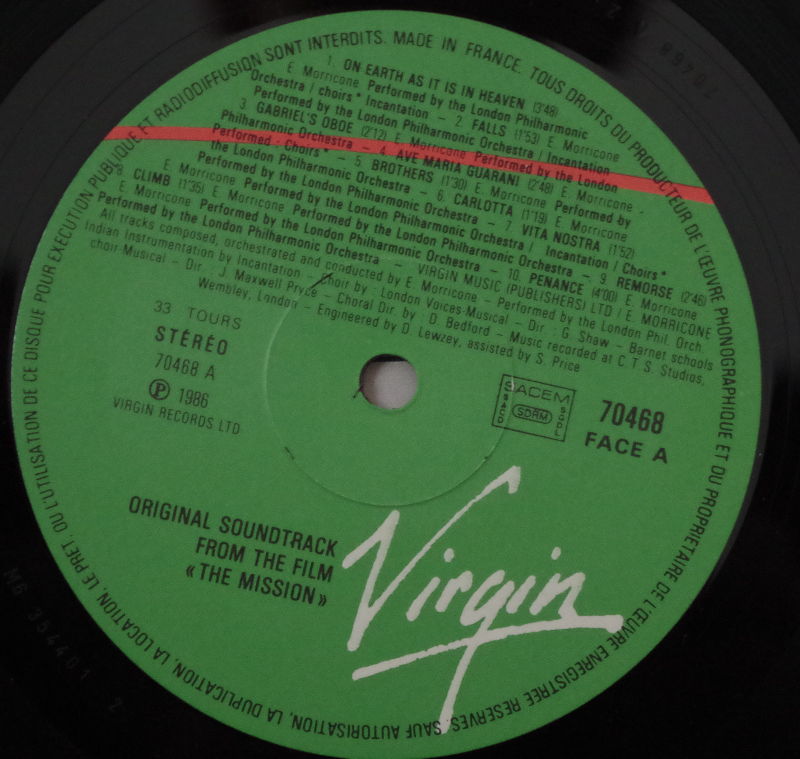 TOUS DROITS DU PRODUCTEUR DE L'ŒUVRE PHONOGRAPHIQUE ET DU PROPRIETAIRE DE L'ŒUVRE ENREGISTREE RESERVES. SAUF AUTORISATION, LA DUPLICATION, LA LOCATION, LE PRET, OU L'UTILISATION DE CE DISQUE POUR EXECUTION PUBLIQUE ET RADIODIFFUSION SONT INTERDITS. MADE IN FRANCE.
1. ON EARTH AS IT IS IN HEAVEN (3'48)
E. Morricone Performed by the London Philharmonic
Orchestra / choirs* Incantation - 2. FALLS (1'53) E. Morricone
Performed by the London Philharmonic Orchestra / Incantation
3. GABRIEL'S OBOE (2'12) E. Morricone Performed by the London
Philharmonic Orchestra - 4. AVE MARIA GUARANI (2'48) E. Morricone -
Performed - Choirs* - 5. BROTHERS (1'30) E. Morricone Performed by
the London Philharmonic Orchestra - 6. CARLOTTA (1'19) E. Morricone
Performed by the London Philharmonic Orchestra - 7. VITA NOSTRA (1'52)
E. Morricone Performed by the London Philharmonic Orchestra / Incantation / Choirs*
8. CLIMB (1'35) E. Morricone Performed by the London Philharmonic Orchestra - 9. REMORSE (2'46)
E. Morricone Performed by the London Philharmonic Orchestra - 10. PENANCE (4'00) E. Morricone
Performed by the London Philharmonic Orchestra - VIRGIN MUSIC (PUBLISHERS) LTD / E. MORRICONE
All tracks composed, orchestrated and conducted by E. Morricone - Performed by the London Phil. Orch.
Indian Instrumentation by Incantation - Choir by : London Voices-Musical - Dir : G. Shaw - Barnet schools
choir-Musical - Dir : J. Maxwell Pryce - Choral Dir. by : D. Bedford - Music recorded at C.T.S. Studios,
Wembley, London - Engineered by D. Lewzey, assisted by S. Price
33 TOURS
STÉRÉO
70468 A
Ⓟ 1986
VIRGIN RECORDS LTD
SACEM
SDRM
SACD
SGDL
70468
FACE A
ORIGINAL SOUNDTRACK
FROM THE FILM
«THE MISSION»
Virgin
M6 354401 Z